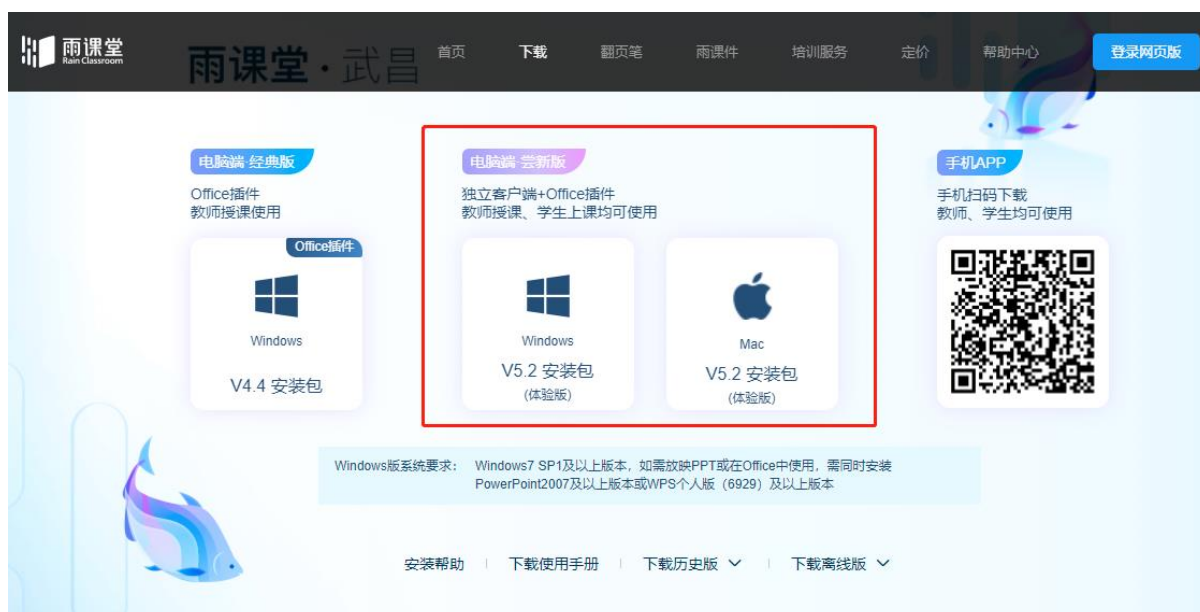 雨课堂
Rain Classroom
雨课堂·武昌
首页
下载
翻页笔
雨课件
培训服务
定价
帮助中心
登录网页版
电脑端·经典版
Office插件
教师授课使用
Office插件
Windows
V4.4 安装包
电脑端·尝新版
独立客户端+Office插件
教师授课、学生上课均可使用
Windows
V5.2 安装包
(体验版)
Mac
V5.2 安装包
(体验版)
手机APP
手机扫码下载
教师、学生均可使用
Windows版系统要求： Windows7 SP1及以上版本，如需放映PPT或在Office中使用，需同时安装
PowerPoint2007及以上版本或WPS个人版（6929）及以上版本
安装帮助
下载使用手册
下载历史版
下载离线版